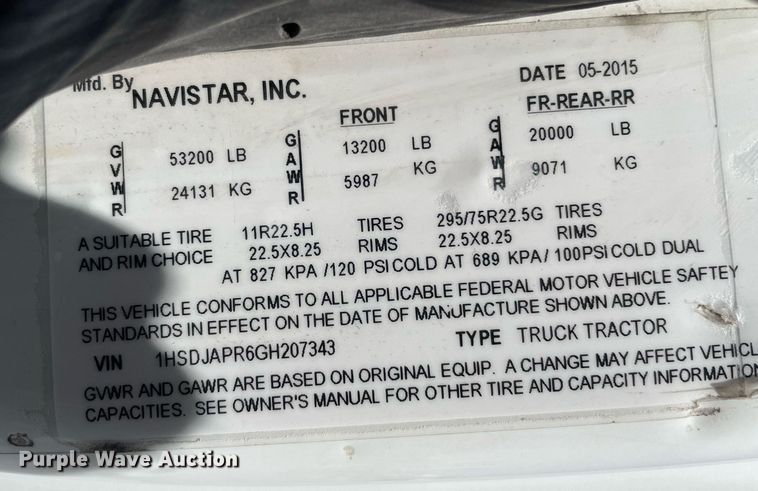 Mfd. By NAVISTAR, INC. DATE 05-2015
FRONT FR-REAR-RR
GVWR 53200 LB GAWR 13200 LB GAWR 20000 LB
24131 KG 5987 KG 9071 KG
A SUITABLE TIRE 11R22.5H TIRES 295/75R22.5G TIRES
AND RIM CHOICE 22.5X8.25 RIMS 22.5X8.25 RIMS
AT 827 KPA /120 PSI COLD AT 689 KPA/ 100PSI COLD DUAL
THIS VEHICLE CONFORMS TO ALL APPLICABLE FEDERAL MOTOR VEHICLE SAFTEY
STANDARDS IN EFFECT ON THE DATE OF MANUFACTURE SHOWN ABOVE.
VIN 1HSDJAPR6GH207343 TYPE TRUCK TRACTOR
GVWR AND GAWR ARE BASED ON ORIGINAL EQUIP. A CHANGE MAY AFFECT VEHICL
CAPACITIES. SEE OWNER'S MANUAL FOR OTHER TIRE AND CAPACITY INFORMATION
Purple Wave Auction